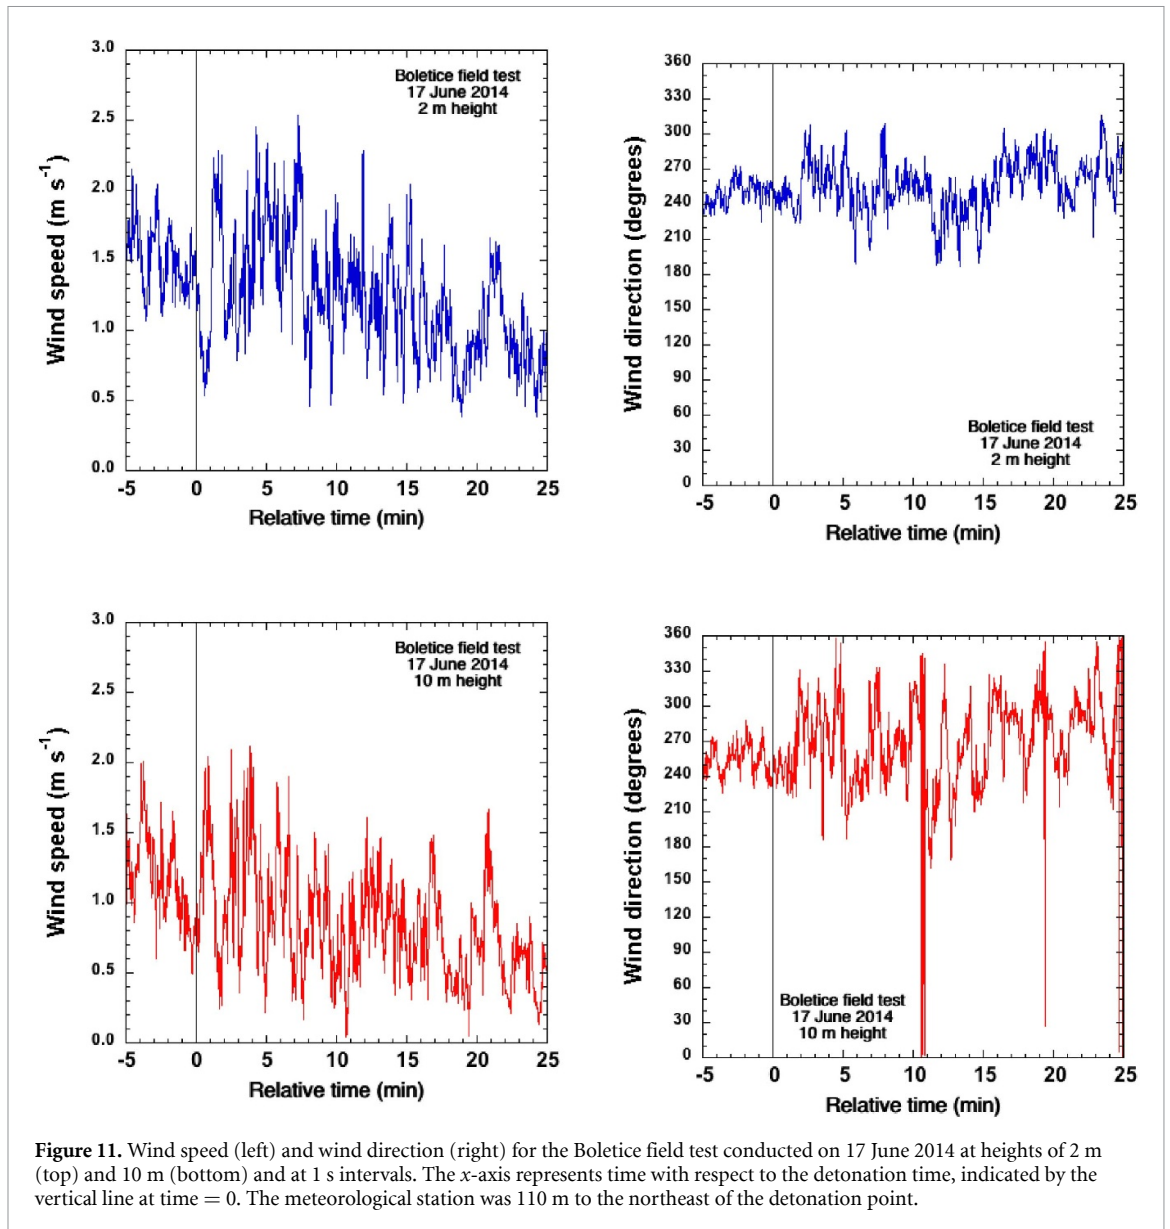 3.0
2.5
2.0
1.5
1.0
0.5
0.0
Wind speed (m s-1)
Boletice field test
17 June 2014
2 m height
-5 0 5 10 15 20 25
Relative time (min)
360
330
300
270
240
210
180
150
120
90
60
30
0
Wind direction (degrees)
Boletice field test
17 June 2014
2 m height
-5 0 5 10 15 20 25
Relative time (min)
3.0
2.5
2.0
1.5
1.0
0.5
0.0
Wind speed (m s-1)
Boletice field test
17 June 2014
10 m height
-5 0 5 10 15 20 25
Relative time (min)
360
330
300
270
240
210
180
150
120
90
60
30
0
Wind direction (degrees)
Boletice field test
17 June 2014
10 m height
-5 0 5 10 15 20 25
Relative time (min)
Figure 11. Wind speed (left) and wind direction (right) for the Boletice field test conducted on 17 June 2014 at heights of 2 m
(top) and 10 m (bottom) and at 1 s intervals. The x-axis represents time with respect to the detonation time, indicated by the
vertical line at time = 0. The meteorological station was 110 m to the northeast of the detonation point.